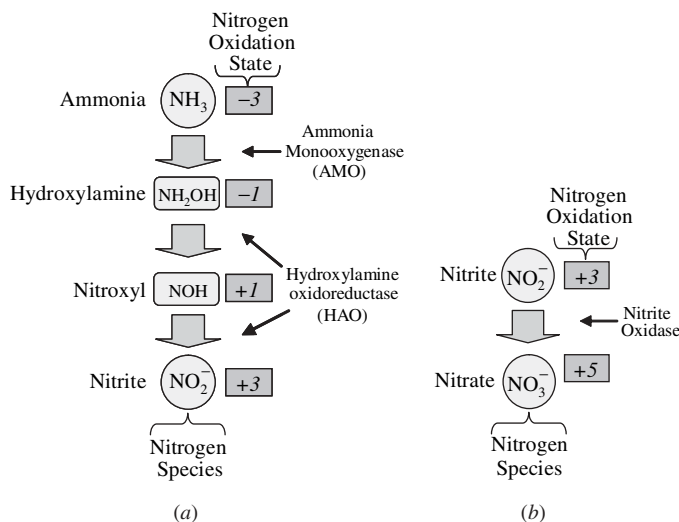 Nitrogen
Oxidation
State
Ammonia NH₃ −3
Ammonia
Monooxygenase
(AMO)
Hydroxylamine NH₂OH −1
Hydroxylamine
oxidoreductase
(HAO)
Nitroxyl NOH +1
Nitrite NO₂⁻ +3
Nitrogen
Species
(a)
Nitrogen
Oxidation
State
Nitrite NO₂⁻ +3
Nitrite
Oxidase
Nitrate NO₃⁻ +5
Nitrogen
Species
(b)